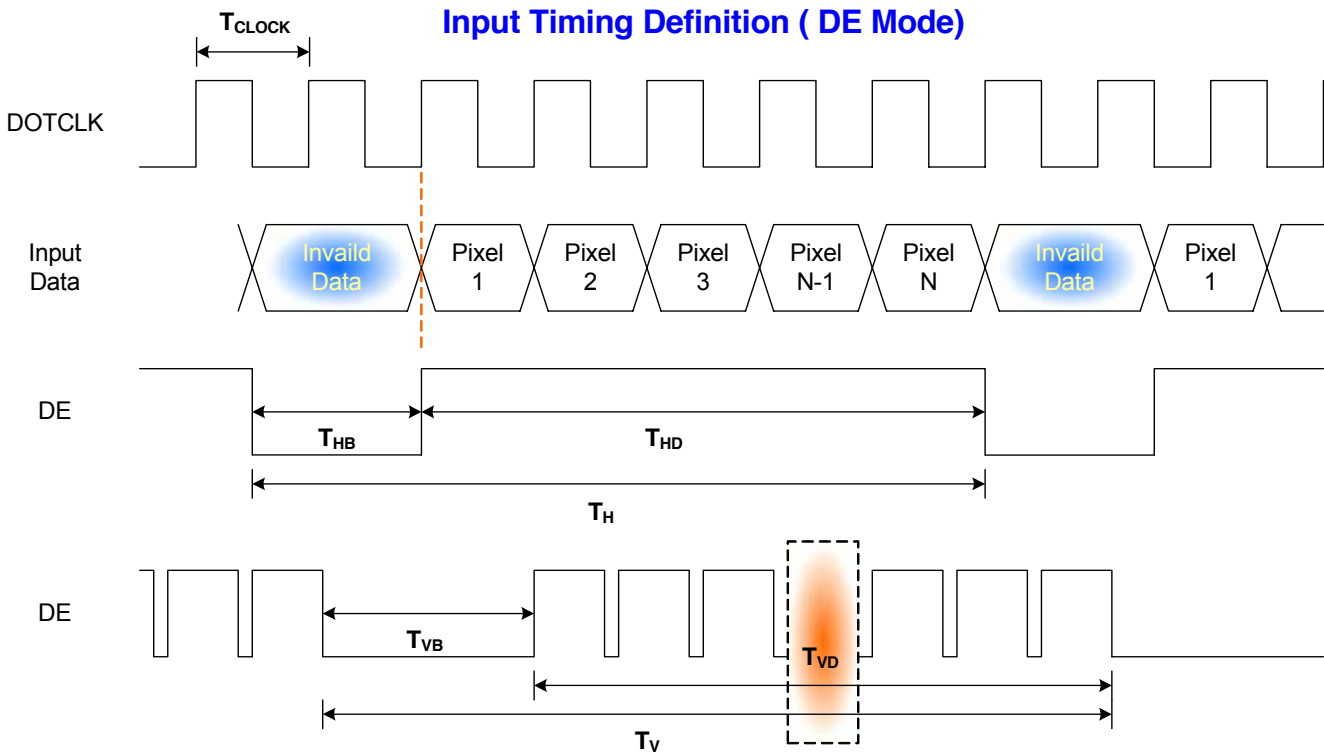 Input Timing Definition ( DE Mode)
TCLOCK
DOTCLK
Input
Data
Invaild
Data
Pixel
1
Pixel
2
Pixel
3
Pixel
N-1
Pixel
N
Invaild
Data
Pixel
1
DE
THB
THD
TH
DE
TVB
TVD
TV